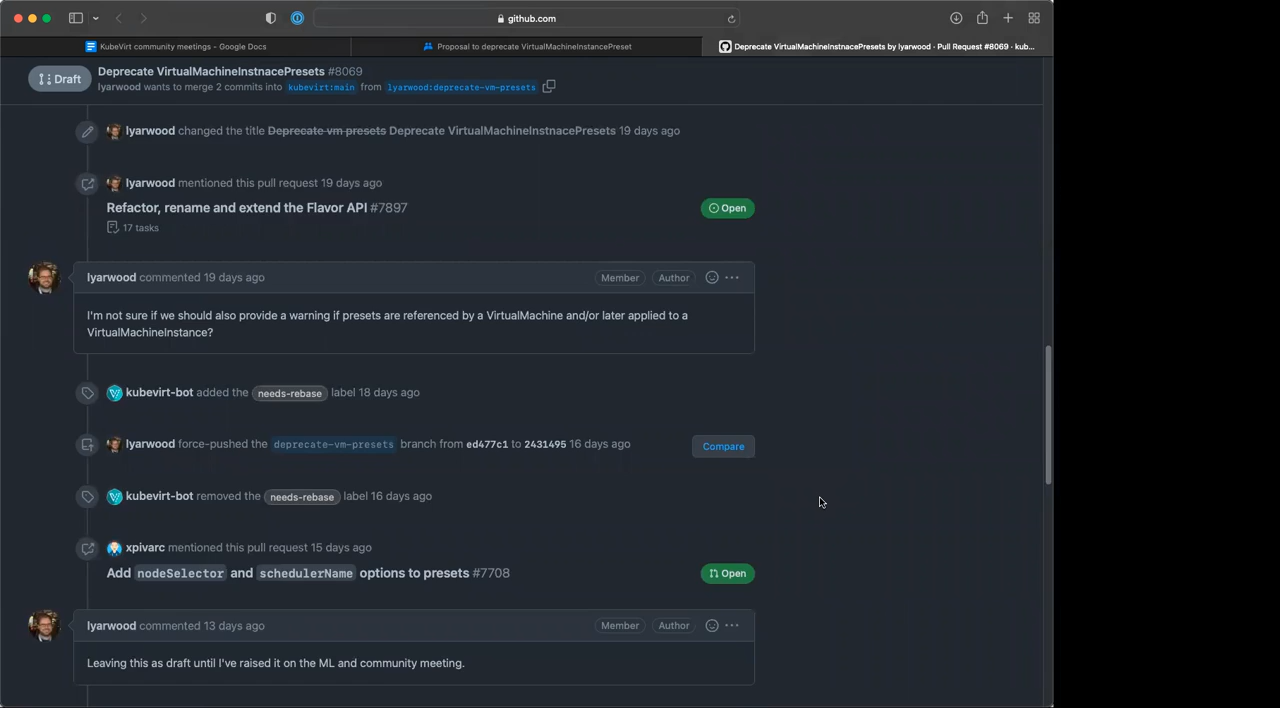 github.com
KubeVirt community meetings - Google Docs
Proposal to deprecate VirtualMachineInstancePreset
Deprecate VirtualMachineInstnacePresets by lyarwood · Pull Request #8069 · kub...
Draft
Deprecate VirtualMachineInstnacePresets #8069
lyarwood wants to merge 2 commits into kubevirt:main from lyarwood:deprecate-vm-presets
lyarwood changed the title Deprecate vm presets Deprecate VirtualMachineInstnacePresets 19 days ago
lyarwood mentioned this pull request 19 days ago
Refactor, rename and extend the Flavor API #7897
Open
17 tasks
lyarwood commented 19 days ago
Member
Author
I'm not sure if we should also provide a warning if presets are referenced by a VirtualMachine and/or later applied to a
VirtualMachineInstance?
kubevirt-bot added the needs-rebase label 18 days ago
lyarwood force-pushed the deprecate-vm-presets branch from ed477c1 to 2431495 16 days ago
Compare
kubevirt-bot removed the needs-rebase label 16 days ago
xpivarc mentioned this pull request 15 days ago
Add nodeSelector and schedulerName options to presets #7708
Open
lyarwood commented 13 days ago
Member
Author
Leaving this as draft until I've raised it on the ML and community meeting.